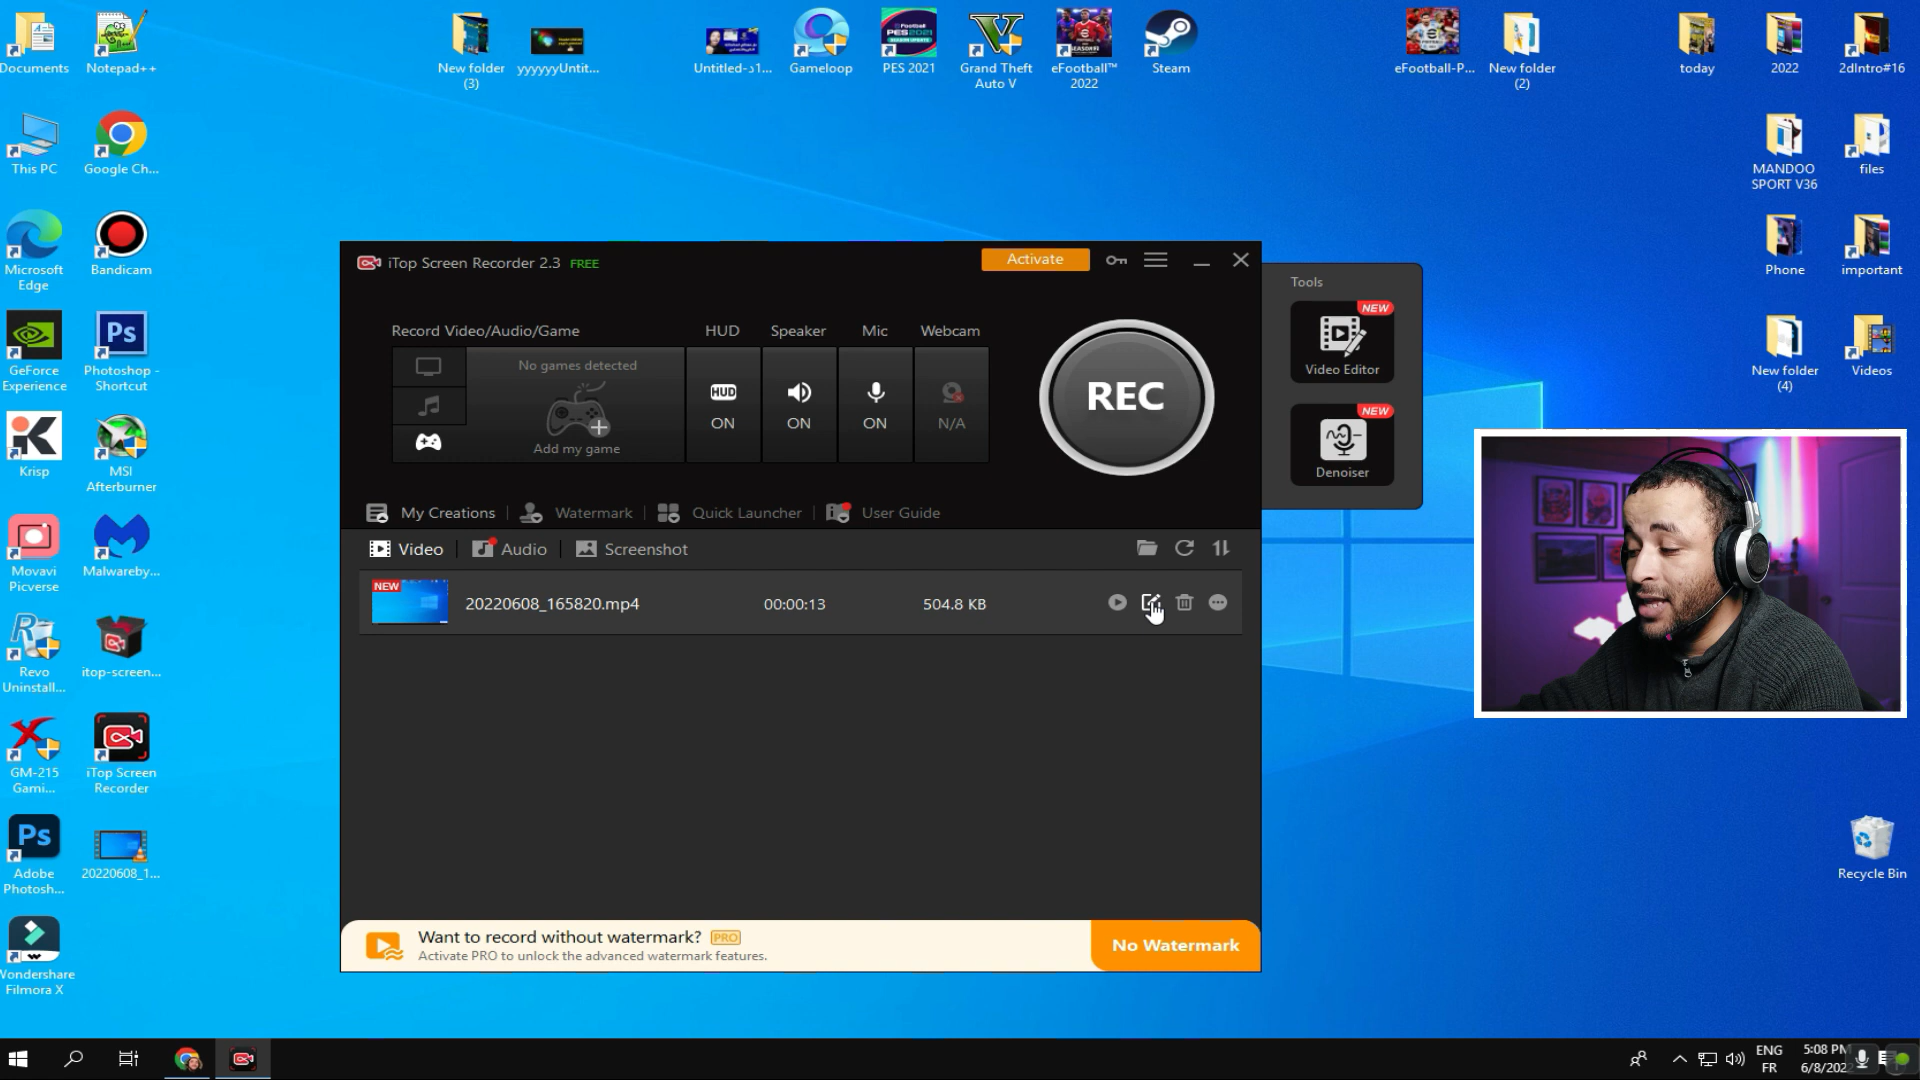 Documents
Notepad++
New folder
(3)
yyyyyyUntit...
Gameloop
PES 2021
Grand Theft
Auto V
eFootball™
2022
Steam
eFootball-P...
New folder
(2)
today
2022
2dIntro#16
This PC
Google Ch...
MANDOO
SPORT V36
files
Microsoft
Edge
Bandicam
Phone
important
GeForce
Experience
Photoshop -
Shortcut
New folder
(4)
Videos
Krisp
MSI
Afterburner
Movavi
Picverse
Malwareby...
Revo
Uninstall...
itop-screen...
GM-215
Gami...
iTop Screen
Recorder
Adobe
Photosh...
20220608_1...
Wondershare
Filmora X
Recycle Bin
iTop Screen Recorder 2.3 FREE
Activate
Record Video/Audio/Game
HUD
Speaker
Mic
Webcam
No games detected
Add my game
HUD
ON
ON
ON
N/A
REC
Tools
NEW
Video Editor
NEW
Denoiser
My Creations
Watermark
Quick Launcher
User Guide
Video
Audio
Screenshot
NEW
20220608_165820.mp4
00:00:13
504.8 KB
Want to record without watermark? PRO
Activate PRO to unlock the advanced watermark features.
No Watermark
ENG
FR
5:08 PM